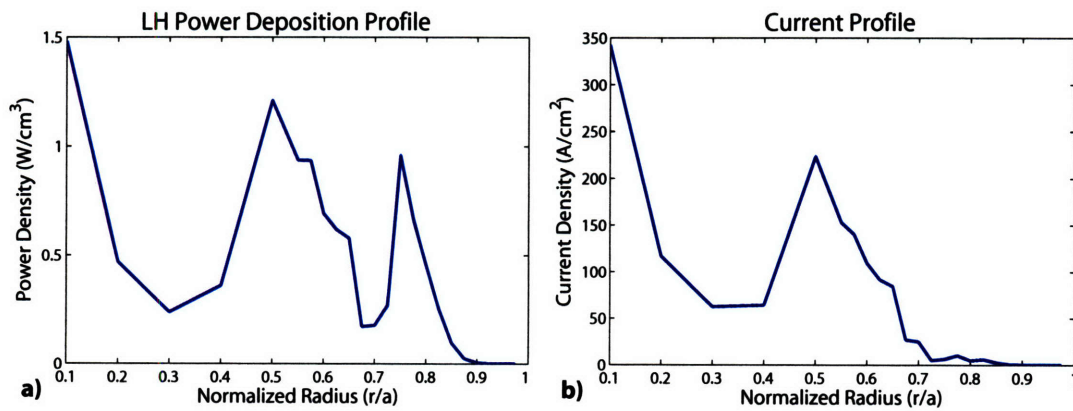 LH Power Deposition Profile
Power Density (W/cm³)
1.5
1
0.5
0
0.1 0.2 0.3 0.4 0.5 0.6 0.7 0.8 0.9 1
Normalized Radius (r/a)
a)
Current Profile
Current Density (A/cm²)
350
300
250
200
150
100
50
0
0.1 0.2 0.3 0.4 0.5 0.6 0.7 0.8 0.9 1
Normalized Radius (r/a)
b)